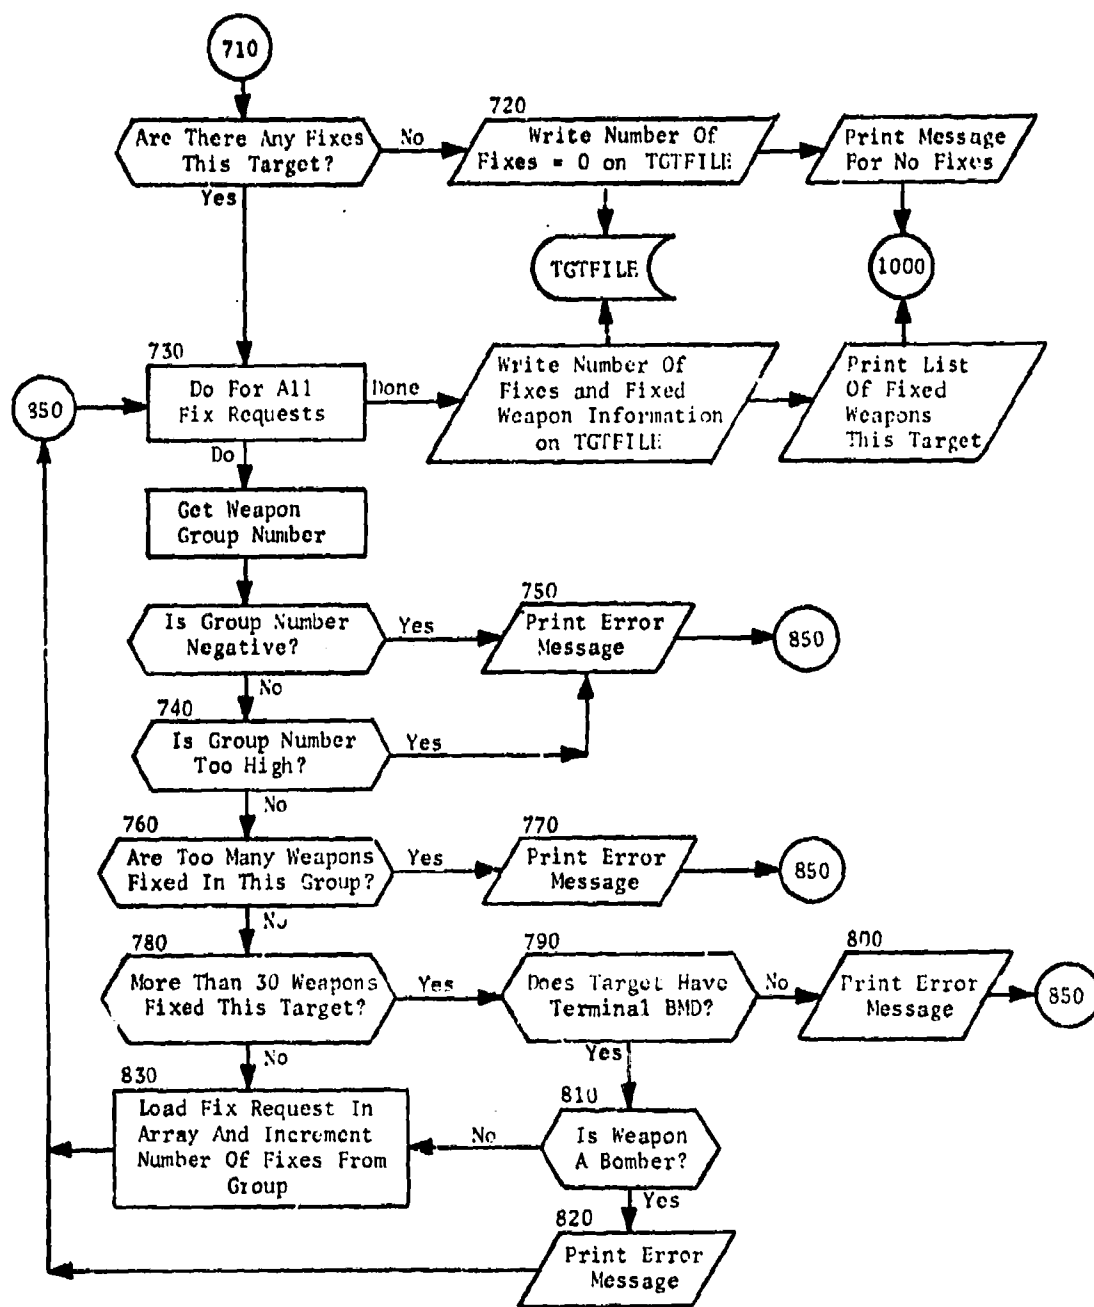 710
Are There Any Fixes
This Target?
No
Yes
720
Write Number Of
Fixes = 0 on TGTFILE
Print Message
For No Fixes
TGTFILE
1000
730
Do For All
Fix Requests
Done
Do
850
Write Number Of
Fixes and Fixed
Weapon Information
on TGTFILE
Print List
Of Fixed
Weapons
This Target
Get Weapon
Group Number
Is Group Number
Negative?
Yes
No
750
Print Error
Message
850
740
Is Group Number
Too High?
Yes
No
760
Are Too Many Weapons
Fixed In This Group?
Yes
No
770
Print Error
Message
850
780
More Than 30 Weapons
Fixed This Target?
Yes
No
790
Does Target Have
Terminal BMD?
No
Yes
800
Print Error
Message
850
830
Load Fix Request In
Array And Increment
Number Of Fixes From
Group
810
Is Weapon
A Bomber?
No
Yes
820
Print Error
Message